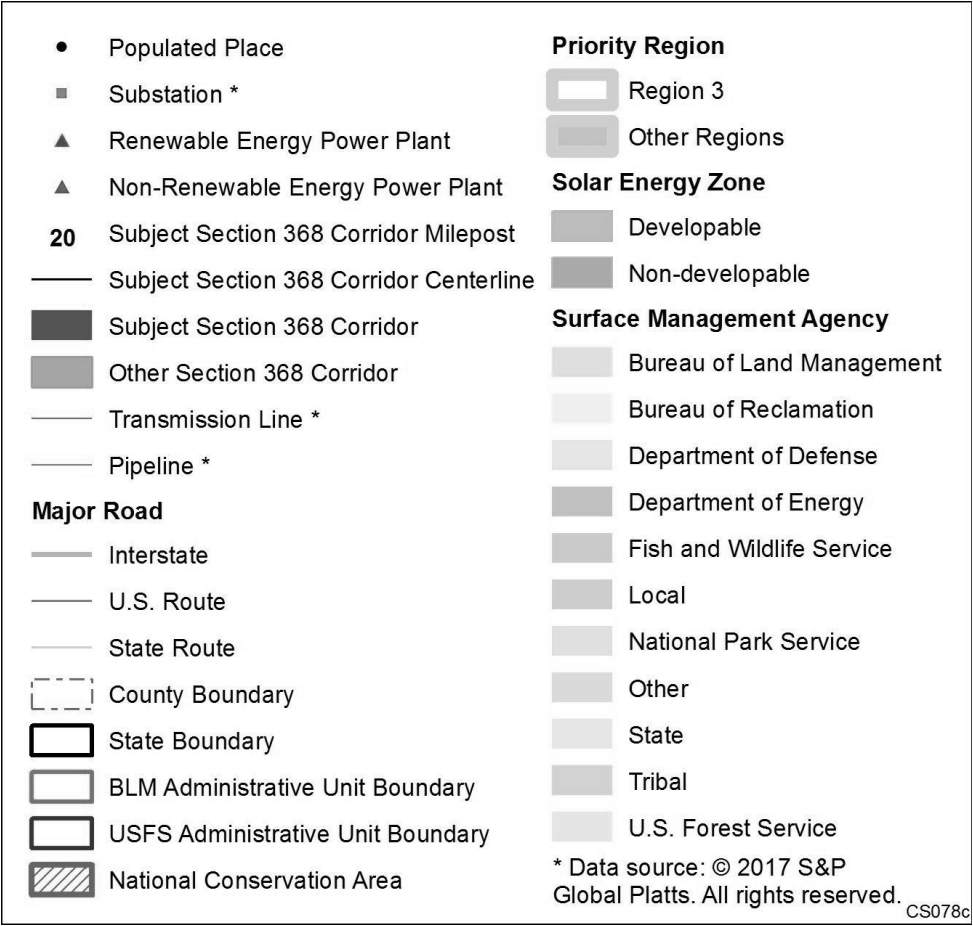 Populated Place
Substation *
Renewable Energy Power Plant
Non-Renewable Energy Power Plant
20 Subject Section 368 Corridor Milepost
Subject Section 368 Corridor Centerline
Subject Section 368 Corridor
Other Section 368 Corridor
Transmission Line *
Pipeline *
Major Road
Interstate
U.S. Route
State Route
County Boundary
State Boundary
BLM Administrative Unit Boundary
USFS Administrative Unit Boundary
National Conservation Area
Priority Region
Region 3
Other Regions
Solar Energy Zone
Developable
Non-developable
Surface Management Agency
Bureau of Land Management
Bureau of Reclamation
Department of Defense
Department of Energy
Fish and Wildlife Service
Local
National Park Service
Other
State
Tribal
U.S. Forest Service
* Data source: © 2017 S&P
Global Platts. All rights reserved.
CS078c